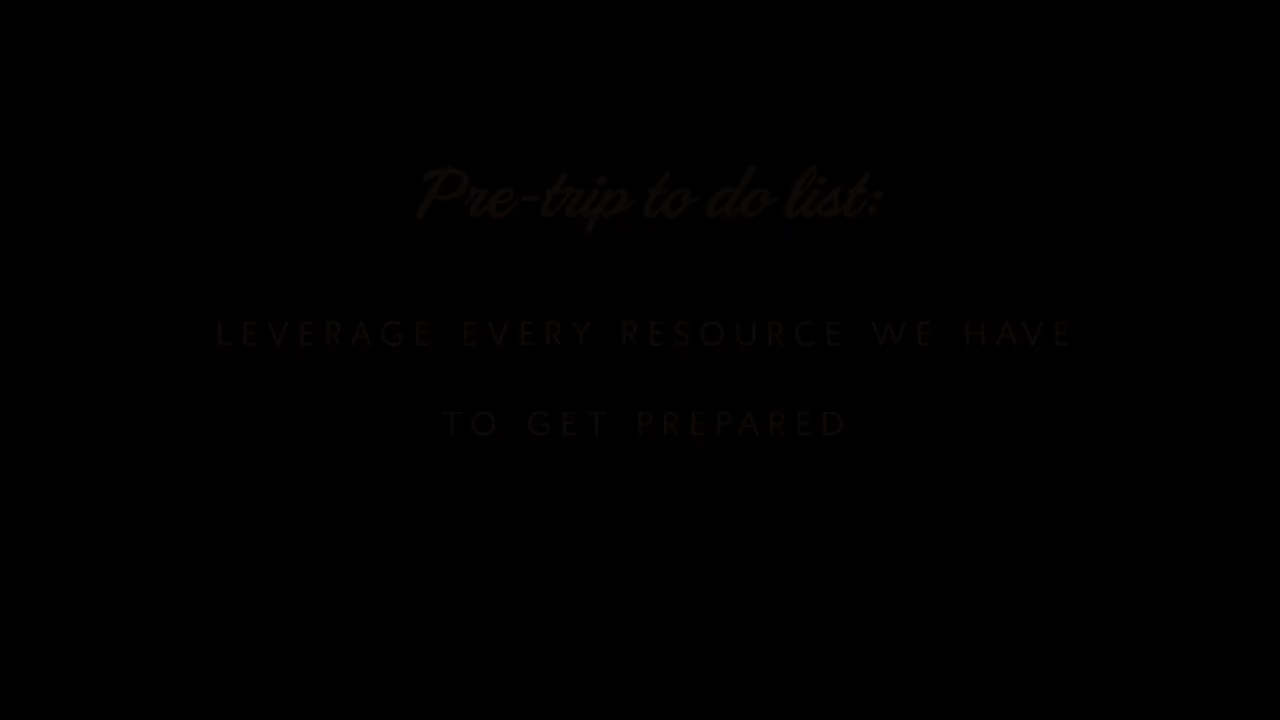 Pre-trip to do list:
LEVERAGE EVERY RESOURCE WE HAVE
TO GET PREPARED